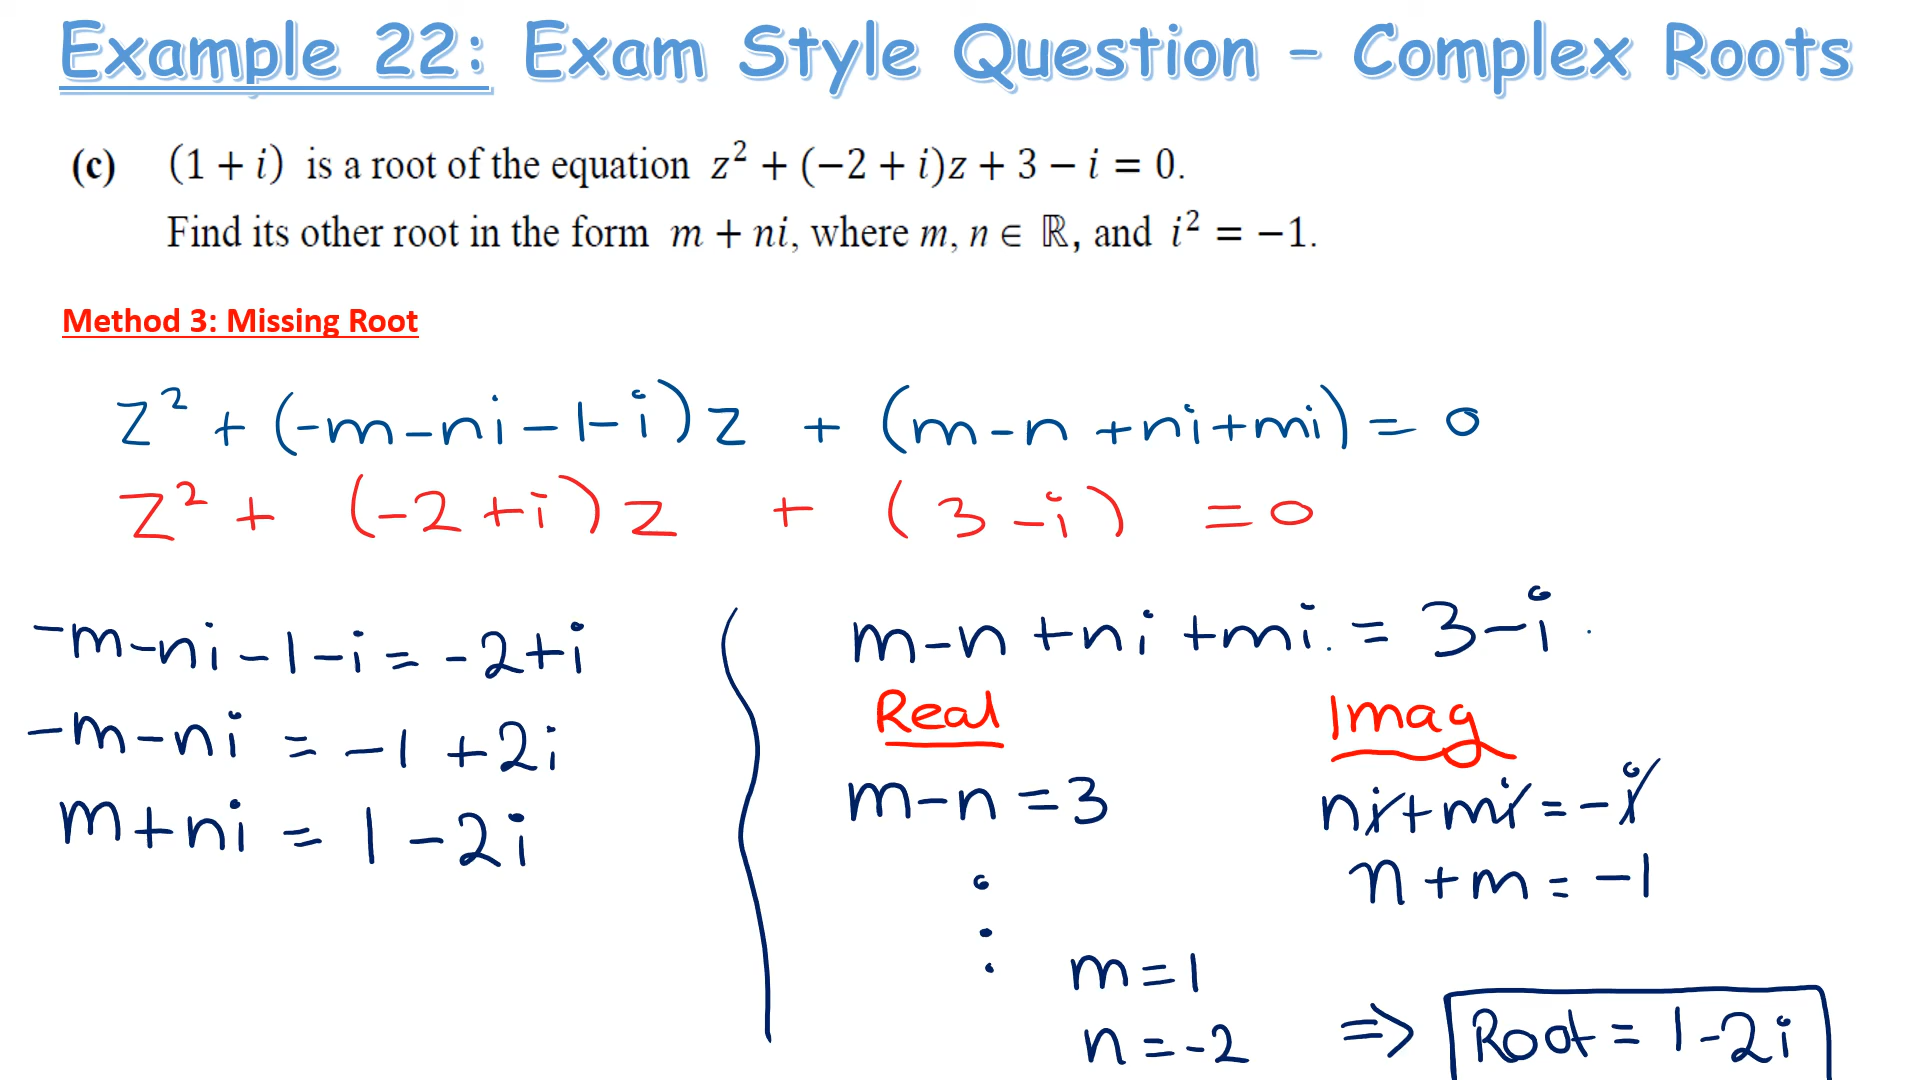 Example 22: Exam Style Question – Complex Roots
(c) (1 + i) is a root of the equation z² + (−2 + i)z + 3 − i = 0.
Find its other root in the form m + ni, where m, n ∈ ℝ, and i² = −1.
Method 3: Missing Root
z² + (-m-ni-1-i)z + (m-n+ni+mi) = 0
z² + (-2+i)z + (3-i) = 0
-m-ni-1-i = -2+i
-m-ni = -1+2i
m+ni = 1-2i
m-n+ni+mi = 3-i
Real
m-n = 3
Imag
ni+mi = -i
n+m = -1
m = 1
n = -2
⇒ Root = 1-2i